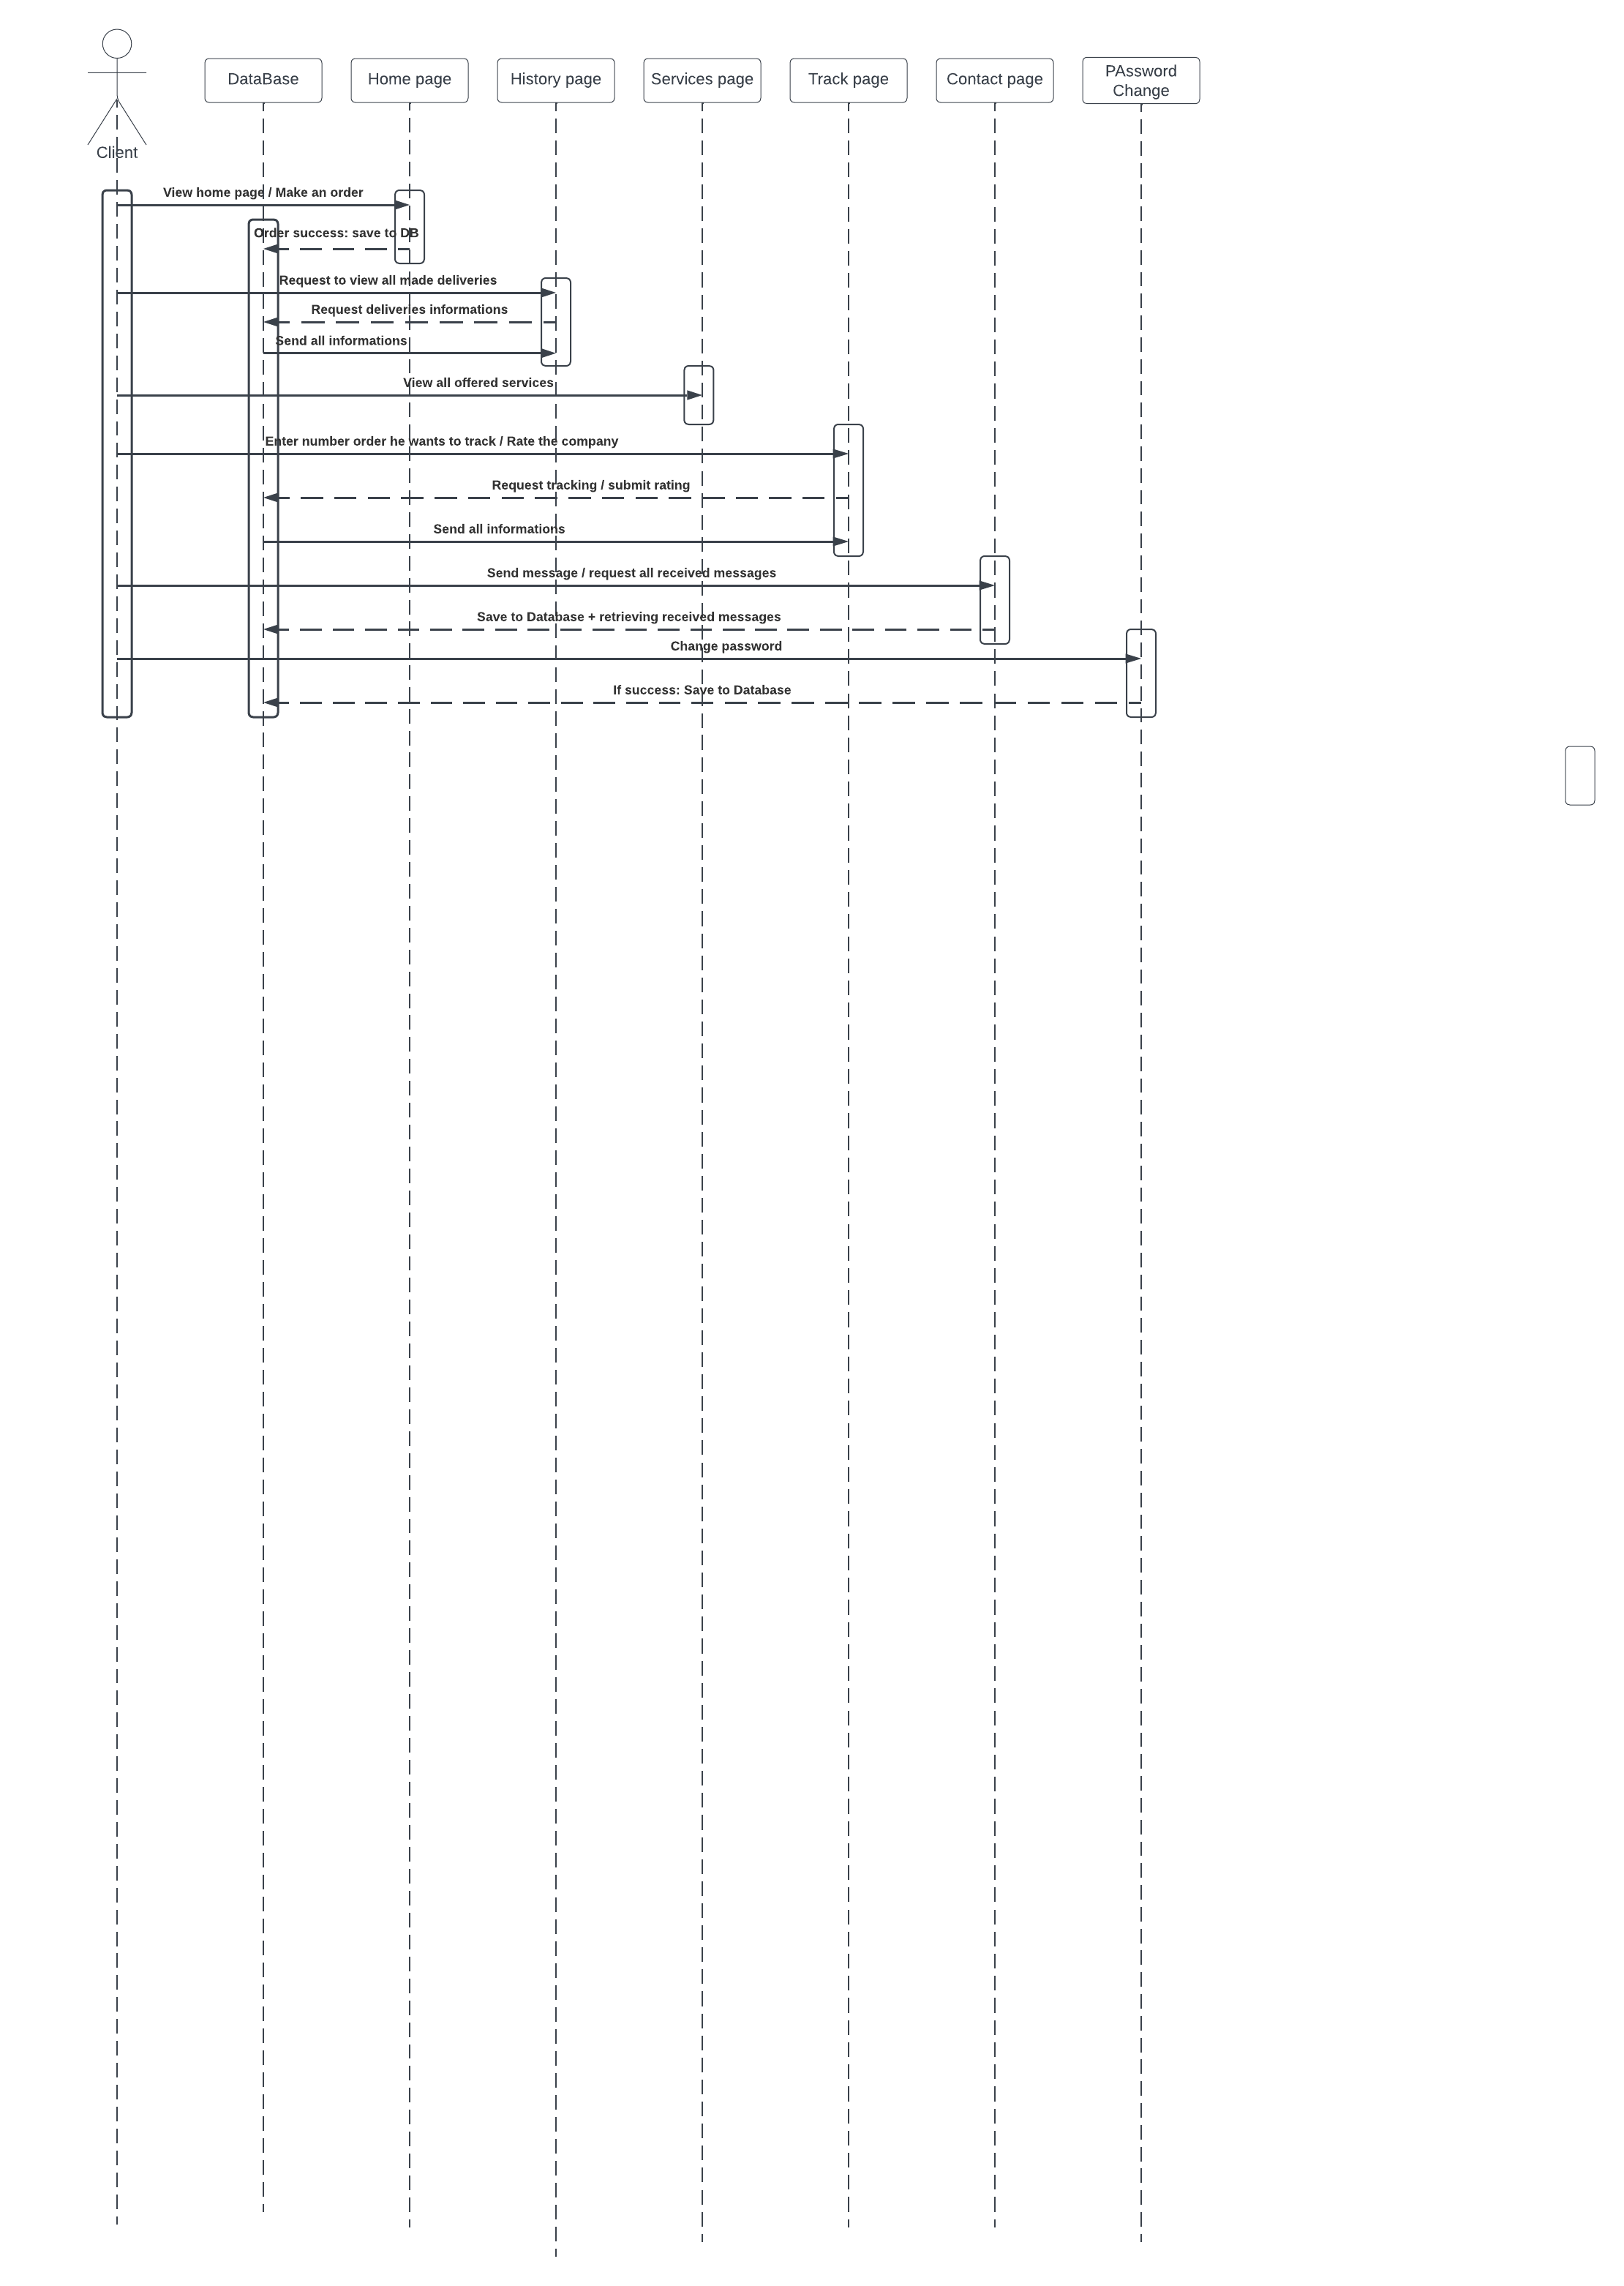 DataBase
Home page
History page
Services page
Track page
Contact page
PAssword
Change
Client
View home page / Make an order
Order success: save to DB
Request to view all made deliveries
Request deliveries informations
Send all informations
View all offered services
Enter number order he wants to track / Rate the company
Request tracking / submit rating
Send all informations
Send message / request all received messages
Save to Database + retrieving received messages
Change password
If success: Save to Database